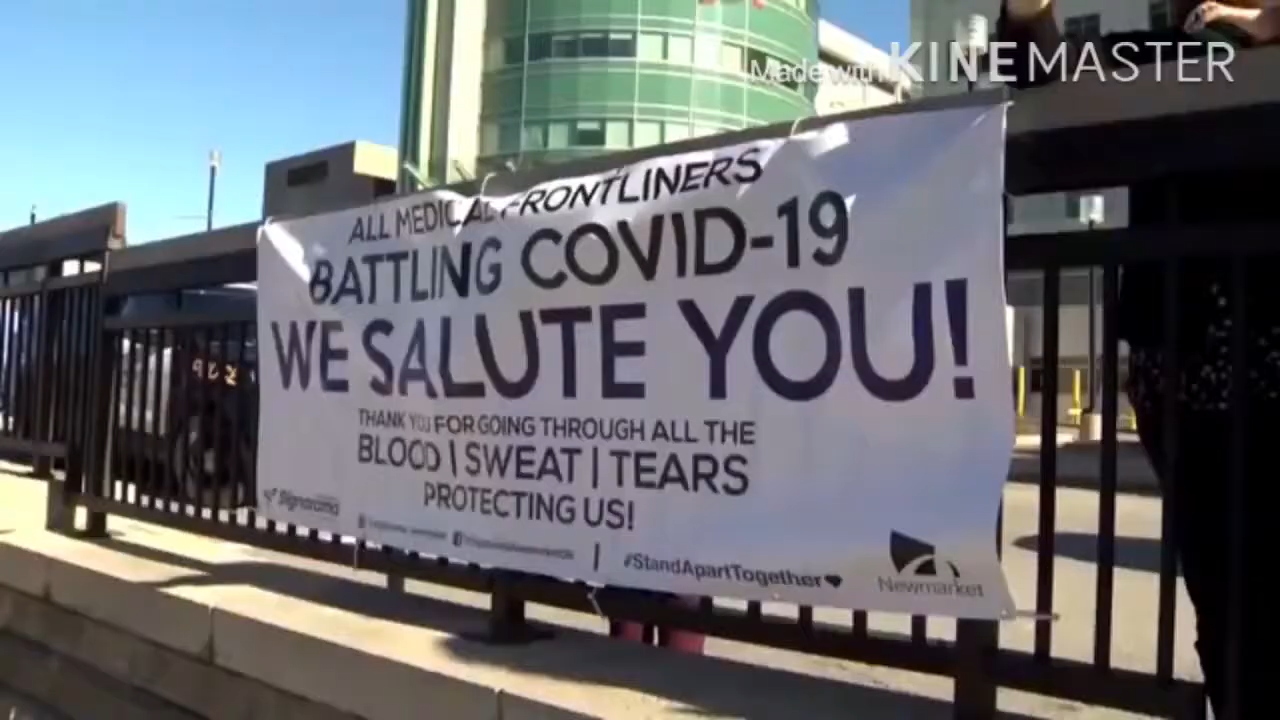 Made with KINEMASTER
ALL MEDICAL FRONTLINERS
BATTLING COVID-19
WE SALUTE YOU!
THANK YOU FOR GOING THROUGH ALL THE
BLOOD | SWEAT | TEARS
PROTECTING US!
Signarama
#StandApartTogether
Newmarket